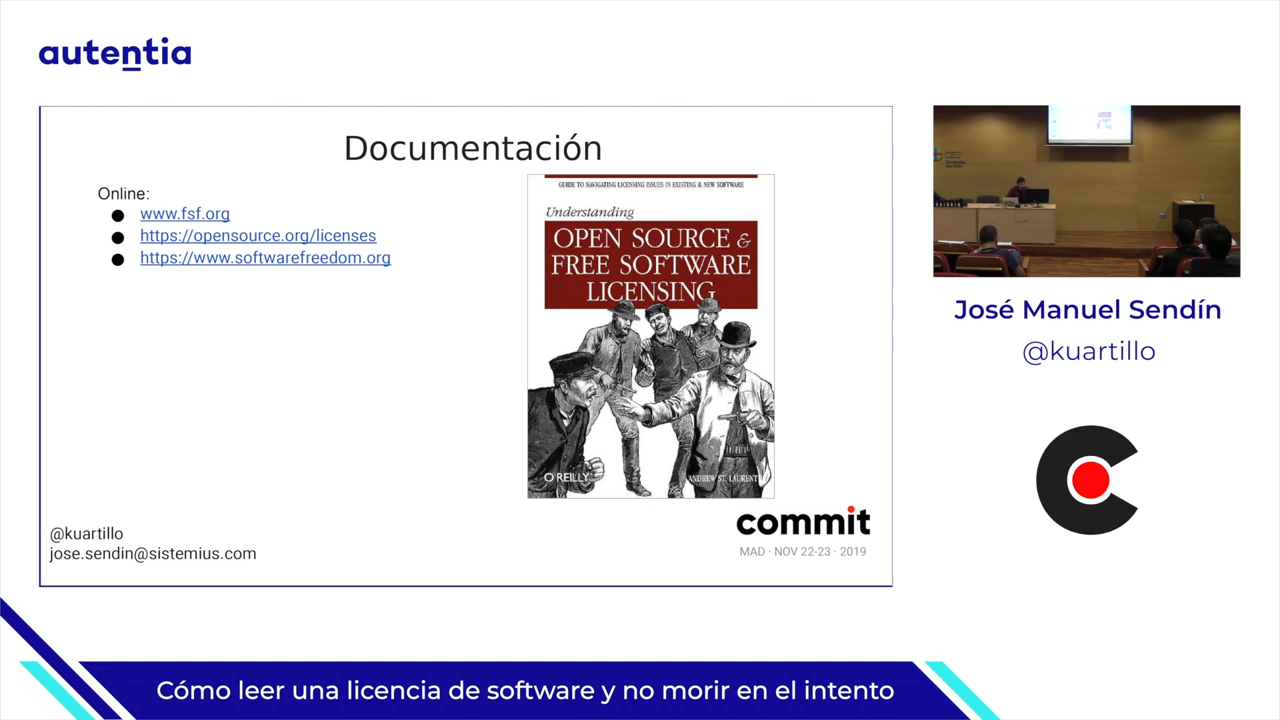 autentia
Documentación
Online:
www.fsf.org
https://opensource.org/licenses
https://www.softwarefreedom.org
GUIDE TO NAVIGATING LICENSING ISSUES IN EXISTING & NEW SOFTWARE
Understanding
OPEN SOURCE &
FREE SOFTWARE
LICENSING
O'REILLY
ANDREW ST. LAURENT
@kuartillo
jose.sendin@sistemius.com
commit
MAD · NOV 22-23 · 2019
José Manuel Sendín
@kuartillo
Cómo leer una licencia de software y no morir en el intento